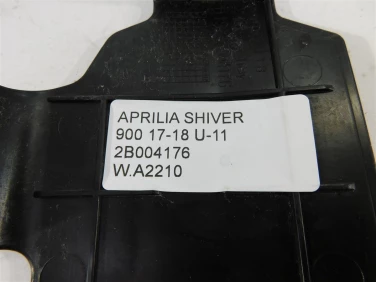 APRILIA SHIVER
900 17-18 U-11
2B004176
W.A2210